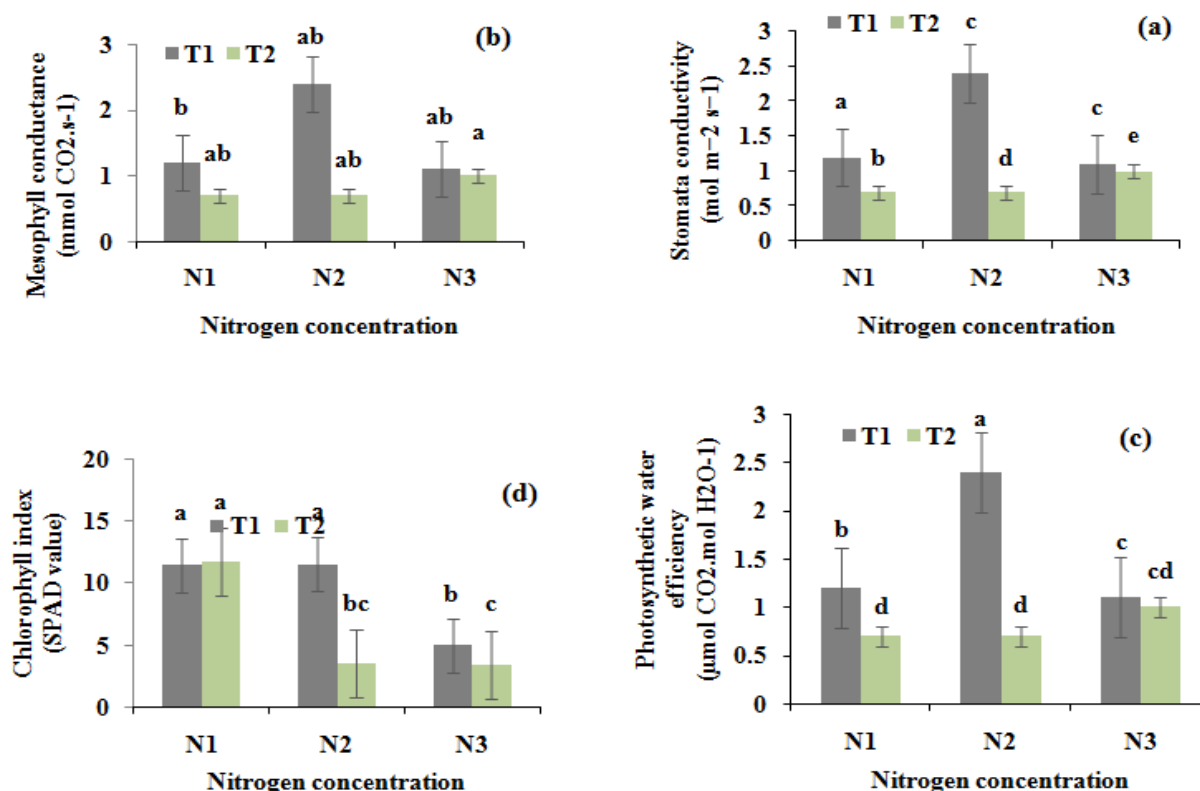 (b)
T1 T2
Mesophyll conductance
(mmol CO2.s-1)
3
2
1
0
b
ab
ab
ab
ab
a
N1 N2 N3
Nitrogen concentration
(a)
T1 T2
Stomata conductivity
(mol m−2 s−1)
3
2.5
2
1.5
1
0.5
0
a
b
c
d
c
e
N1 N2 N3
Nitrogen concentration
(d)
T1 T2
Chlorophyll index
(SPAD value)
20
15
10
5
0
a
a
a
bc
b
c
N1 N2 N3
Nitrogen concentration
(c)
T1 T2
Photosynthetic water
efficiency
(µmol CO2.mol H2O-1)
3
2.5
2
1.5
1
0.5
0
b
d
a
d
c
cd
N1 N2 N3
Nitrogen concentration